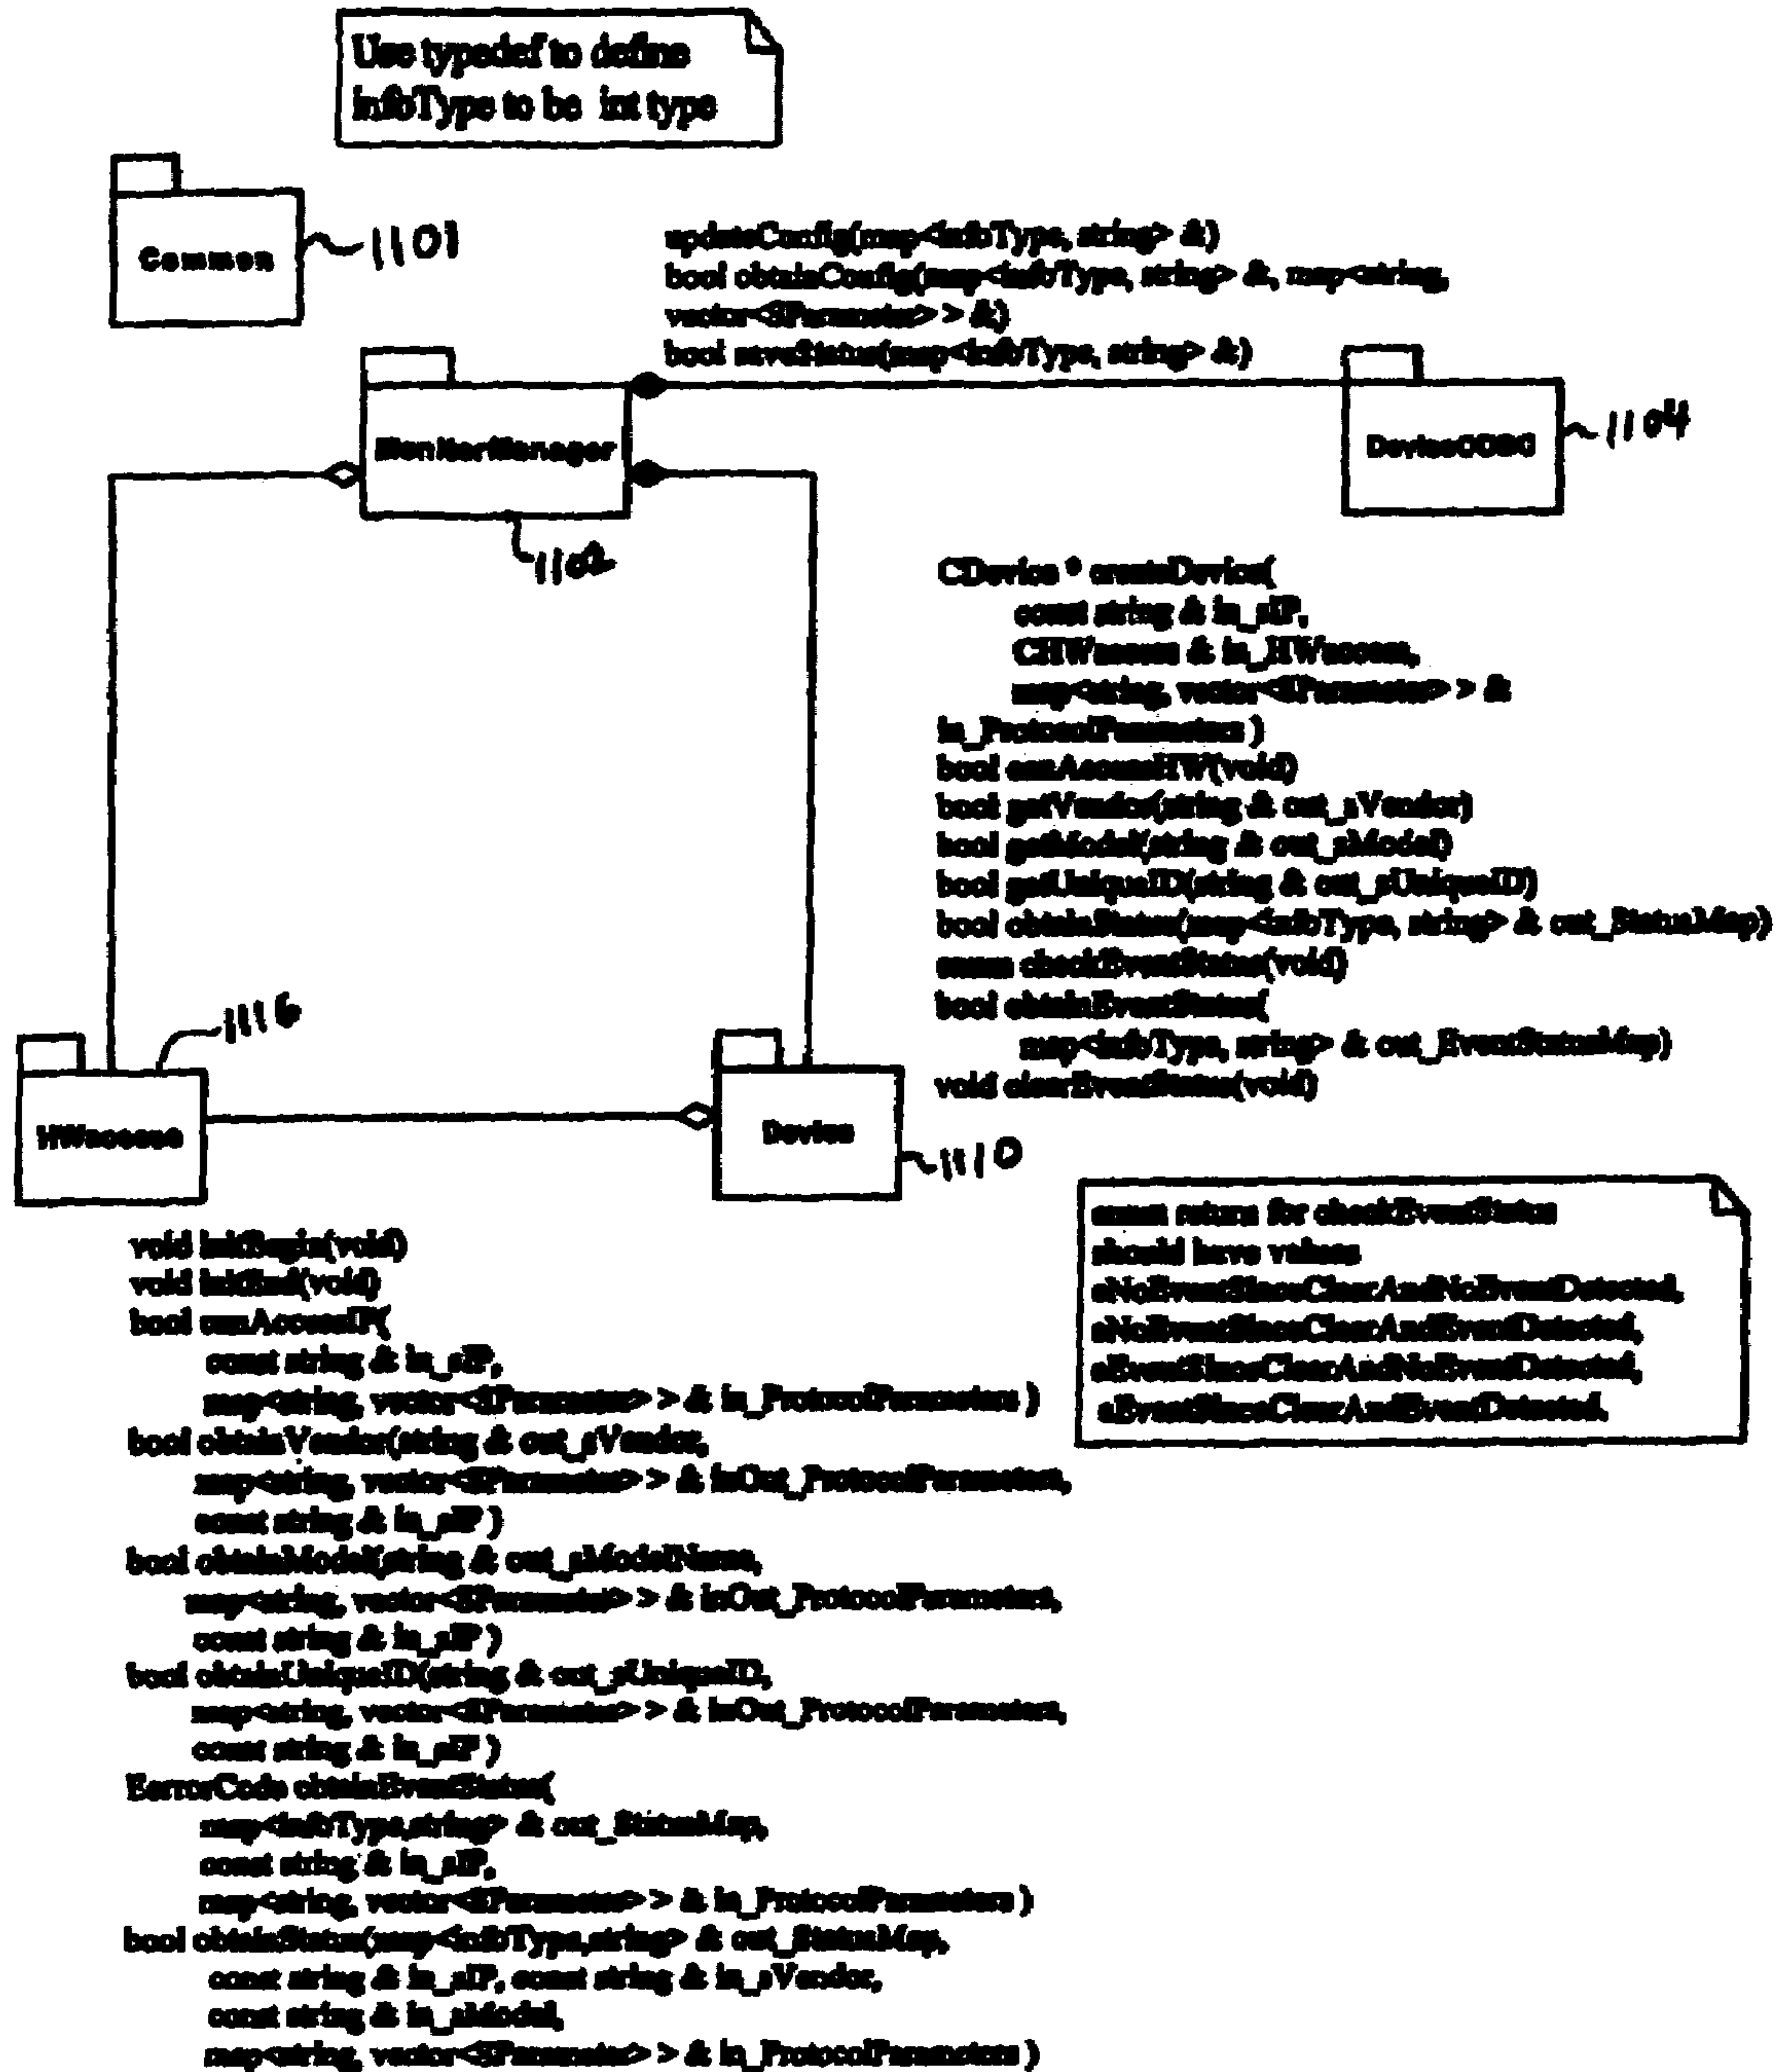 Use typedef to define
infoType to be int type
Common
1101
updateConfig(map<infoType, string> &)
bool obtainConfig(map<infoType, string> &, map<string,
vector<SParameter> > &)
bool saveStatus(map<infoType, string> &)
MonitorManager
1102
DeviceODBC
1104
CDevice * createDevice(
const string & in_sIP,
CHWaccess & in_HWaccess,
map<string, vector<SParameter> > &
in_ProtocolParameters )
bool canAccessHW(void)
bool getVendor(string & out_sVendor)
bool getModel(string & out_sModel)
bool getUniqueID(string & out_sUniqueID)
bool obtainStatus(map<infoType, string> & out_StatusMap)
enum checkEventStatus(void)
bool obtainEventStatus(
map<infoType, string> & out_EventStatusMap)
void clearEventStatus(void)
1116
HWaccess
Device
1110
enum return for checkEventStatus
should have values
eNoEventSinceClearAndNoEventDetected,
eNoEventSinceClearAndEventDetected,
eEventSinceClearAndNoEventDetected,
eEventSinceClearAndEventDetected.
void initBegin(void)
void initEnd(void)
bool canAccessIP(
const string & in_sIP,
map<string, vector<SParameter> > & in_ProtocolParameters )
bool obtainVendor(string & out_sVendor,
map<string, vector<SParameter> > & inOut_ProtocolParameters,
const string & in_sIP )
bool obtainModel(string & out_sModelName,
map<string, vector<SParameter> > & inOut_ProtocolParameters,
const string & in_sIP )
bool obtainUniqueID(string & out_sUniqueID,
map<string, vector<SParameter> > & inOut_ProtocolParameters,
const string & in_sIP )
EerrorCode obtainEventStatus(
map<infoType,string> & out_StatusMap,
const string & in_sIP,
map<string, vector<SParameter> > & in_ProtocolParameters )
bool obtainStatus(map<infoType,string> & out_StatusMap,
const string & in_sIP, const string & in_sVendor,
const string & in_sModel,
map<string, vector<SParameter> > & in_ProtocolParameters )